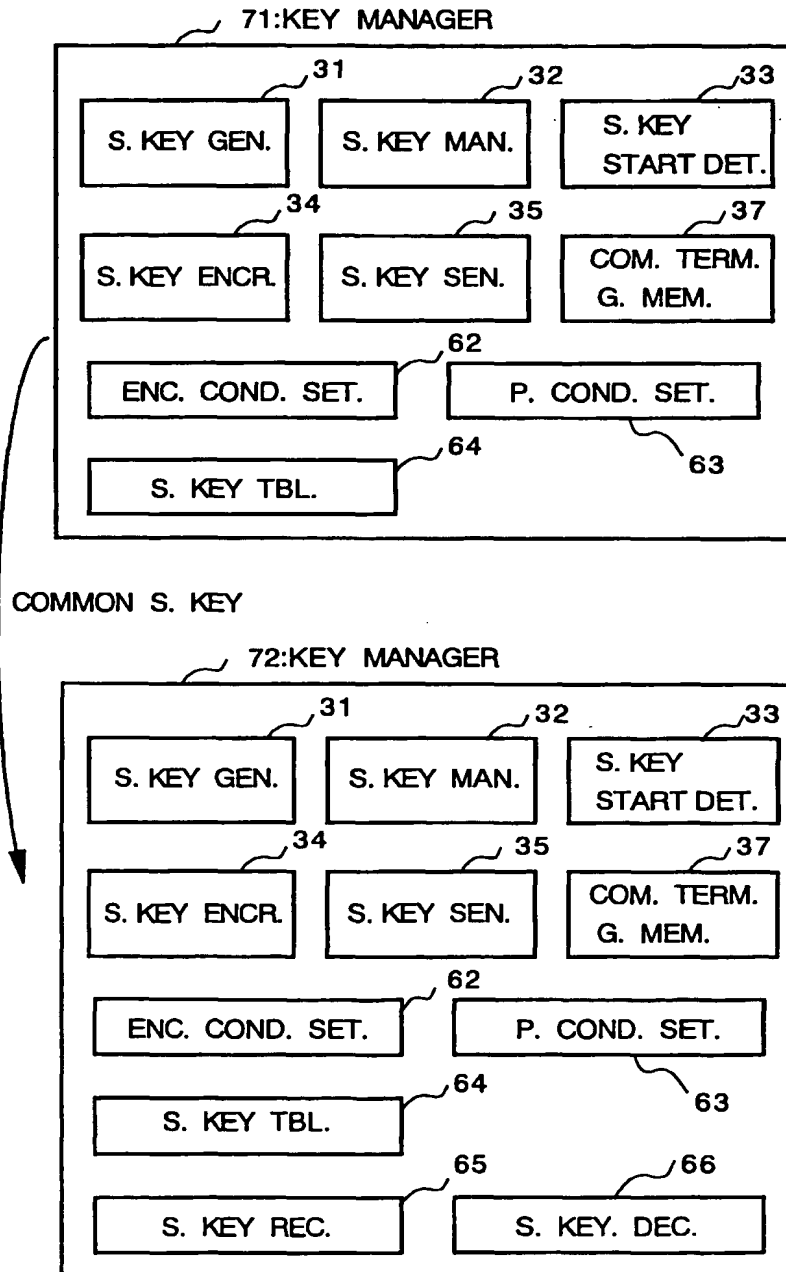 71:KEY MANAGER
31
32
33
S. KEY GEN.
S. KEY MAN.
S. KEY
START DET.
34
35
37
S. KEY ENCR.
S. KEY SEN.
COM. TERM.
G. MEM.
62
ENC. COND. SET.
P. COND. SET.
63
64
S. KEY TBL.
COMMON S. KEY
72:KEY MANAGER
31
32
33
S. KEY GEN.
S. KEY MAN.
S. KEY
START DET.
34
35
37
S. KEY ENCR.
S. KEY SEN.
COM. TERM.
G. MEM.
62
ENC. COND. SET.
P. COND. SET.
63
64
S. KEY TBL.
65
66
S. KEY REC.
S. KEY. DEC.